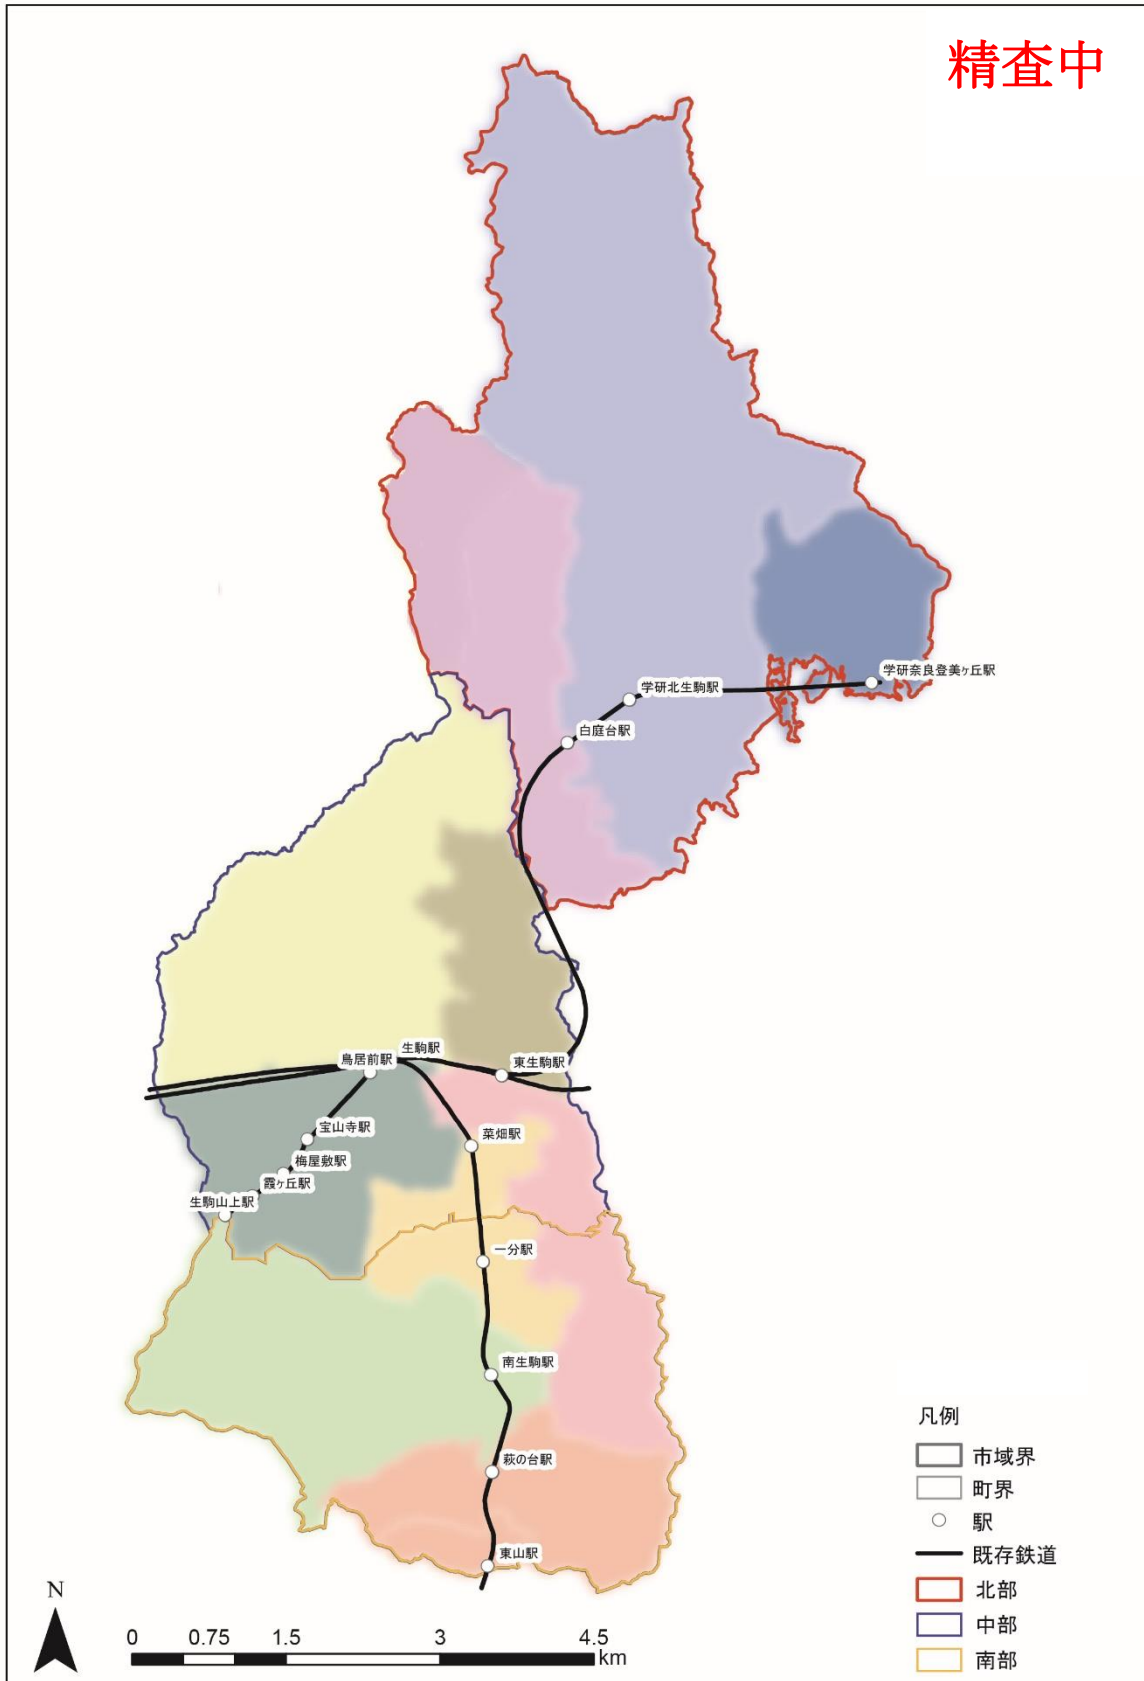 精査中
学研奈良登美ヶ丘駅
学研北生駒駅
白庭台駅
生駒駅
鳥居前駅
東生駒駅
宝山寺駅
菜畑駅
梅屋敷駅
霞ヶ丘駅
生駒山上駅
一分駅
南生駒駅
萩の台駅
東山駅
凡例
市域界
町界
駅
既存鉄道
北部
中部
南部
N
0 0.75 1.5 3 4.5
km